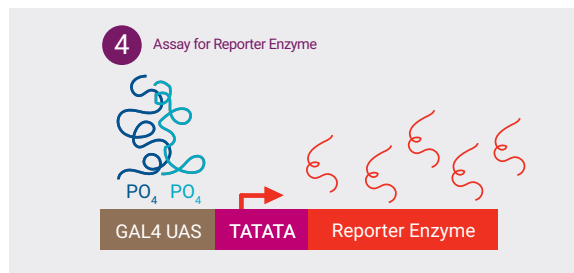 4 Assay for Reporter Enzyme
PO4 PO4
GAL4 UAS TATATA Reporter Enzyme